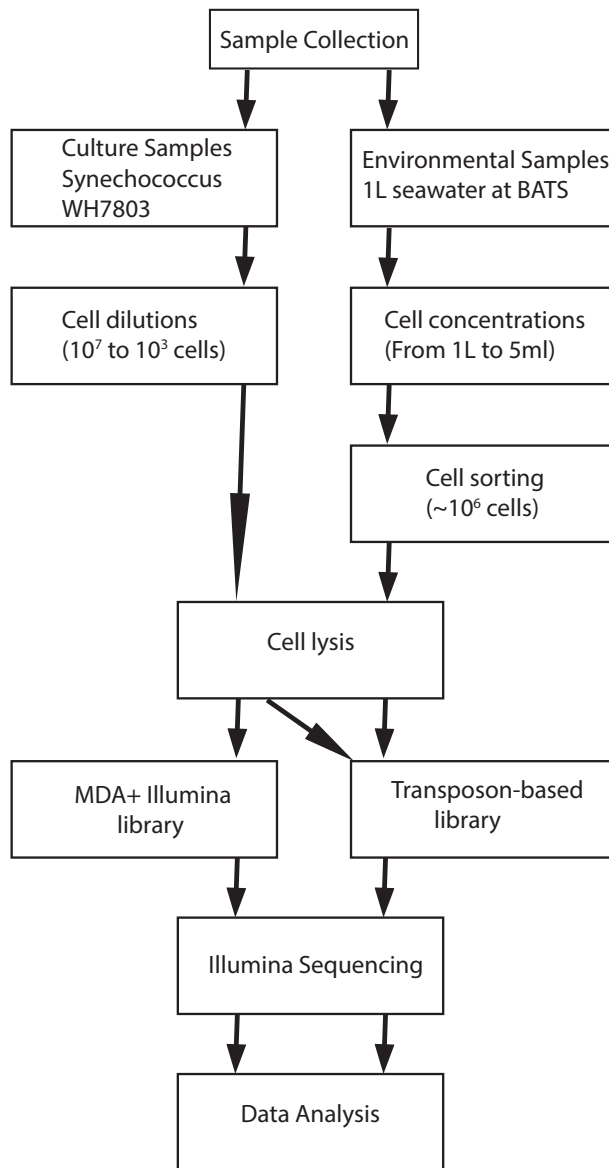 Sample Collection
Culture Samples
Synechococcus
WH7803
Environmental Samples
1L seawater at BATS
Cell dilutions
(10⁷ to 10³ cells)
Cell concentrations
(From 1L to 5ml)
Cell sorting
(~10⁶ cells)
Cell lysis
MDA+ Illumina
library
Transposon-based
library
Illumina Sequencing
Data Analysis